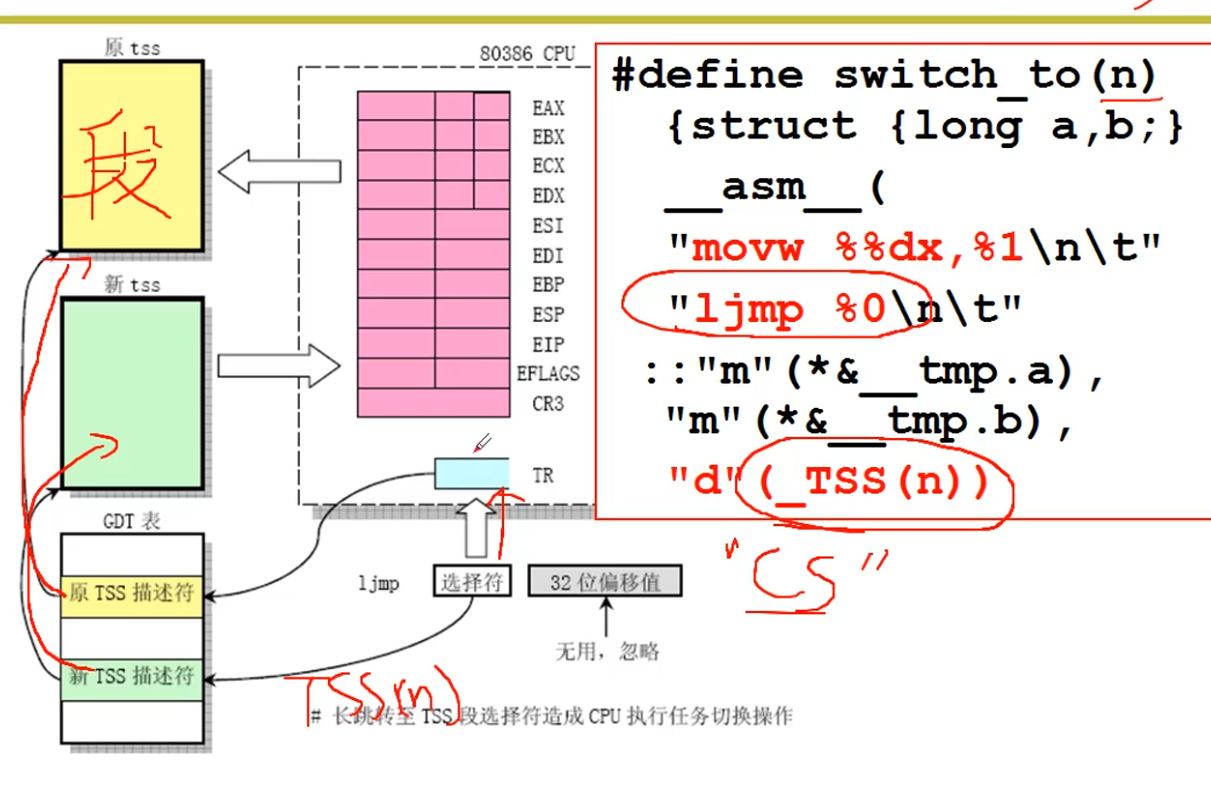 原 tss
段
新 tss
GDT 表
原 TSS 描述符
新 TSS 描述符
80386 CPU
EAX
EBX
ECX
EDX
ESI
EDI
EBP
ESP
EIP
EFLAGS
CR3
TR
ljmp
选择符
32 位偏移值
无用，忽略
TSS(n)
# 长跳转至 TSS 段选择符造成 CPU 执行任务切换操作
#define switch_to(n)
{struct {long a,b;}
__asm__(
"movw %%dx,%1\n\t"
"ljmp %0\n\t"
::"m"(*&__tmp.a),
"m"(*&__tmp.b),
"d"(_TSS(n))
"CS"